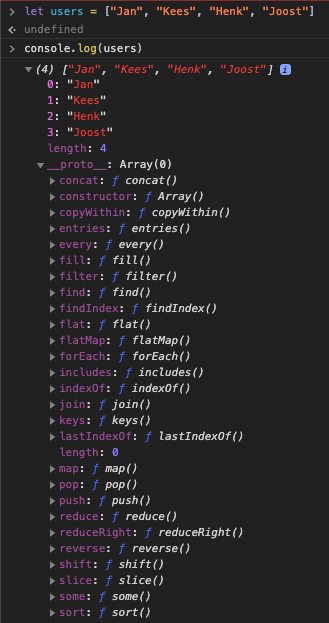 > let users = ["Jan", "Kees", "Henk", "Joost"]
< undefined
> console.log(users)
▼ (4) ["Jan", "Kees", "Henk", "Joost"] i
0: "Jan"
1: "Kees"
2: "Henk"
3: "Joost"
length: 4
▼ __proto__: Array(0)
▶ concat: ƒ concat()
▶ constructor: ƒ Array()
▶ copyWithin: ƒ copyWithin()
▶ entries: ƒ entries()
▶ every: ƒ every()
▶ fill: ƒ fill()
▶ filter: ƒ filter()
▶ find: ƒ find()
▶ findIndex: ƒ findIndex()
▶ flat: ƒ flat()
▶ flatMap: ƒ flatMap()
▶ forEach: ƒ forEach()
▶ includes: ƒ includes()
▶ indexOf: ƒ indexOf()
▶ join: ƒ join()
▶ keys: ƒ keys()
▶ lastIndexOf: ƒ lastIndexOf()
length: 0
▶ map: ƒ map()
▶ pop: ƒ pop()
▶ push: ƒ push()
▶ reduce: ƒ reduce()
▶ reduceRight: ƒ reduceRight()
▶ reverse: ƒ reverse()
▶ shift: ƒ shift()
▶ slice: ƒ slice()
▶ some: ƒ some()
▶ sort: ƒ sort()